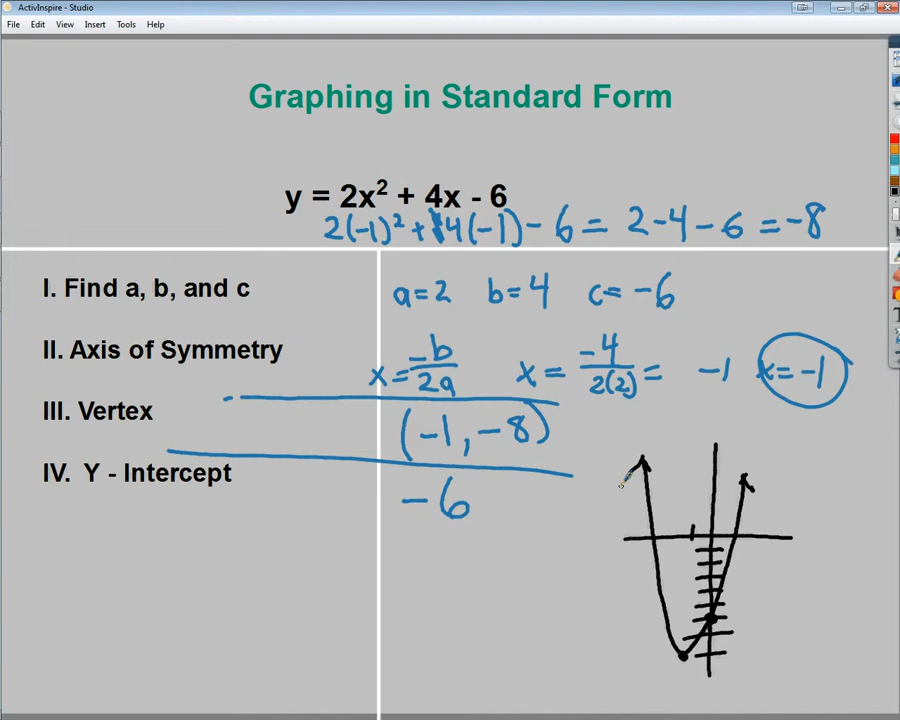 ActivInspire - Studio
File Edit View Insert Tools Help
Graphing in Standard Form
y = 2x² + 4x - 6
2(-1)² + 4(-1) - 6 = 2 - 4 - 6 = -8
I. Find a, b, and c
a = 2 b = 4 c = -6
II. Axis of Symmetry
x = -b/2a x = -4/2(2) = -1 x = -1
III. Vertex
(-1, -8)
IV. Y - Intercept
-6